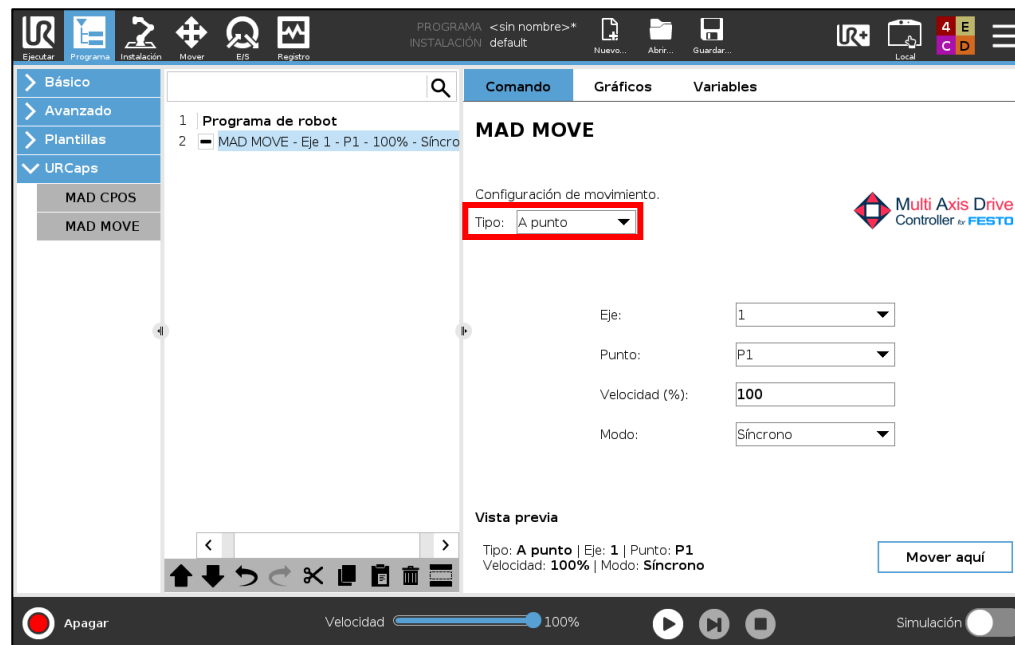 PROGRAMA <sin nombre>*
INSTALACIÓN default
Ejecutar Programa Instalación Mover E/S Registro
Nuevo... Abrir... Guardar...
UR
UR+
Local
4 E
C D
Básico
Avanzado
Plantillas
URCaps
MAD CPOS
MAD MOVE
1 Programa de robot
2 MAD MOVE - Eje 1 - P1 - 100% - Síncro
Comando Gráficos Variables
MAD MOVE
Configuración de movimiento.
Tipo: A punto
Multi Axis Drive
Controller for FESTO
Eje: 1
Punto: P1
Velocidad (%): 100
Modo: Síncrono
Vista previa
Tipo: A punto | Eje: 1 | Punto: P1
Velocidad: 100% | Modo: Síncrono
Mover aquí
Apagar
Velocidad 100%
Simulación